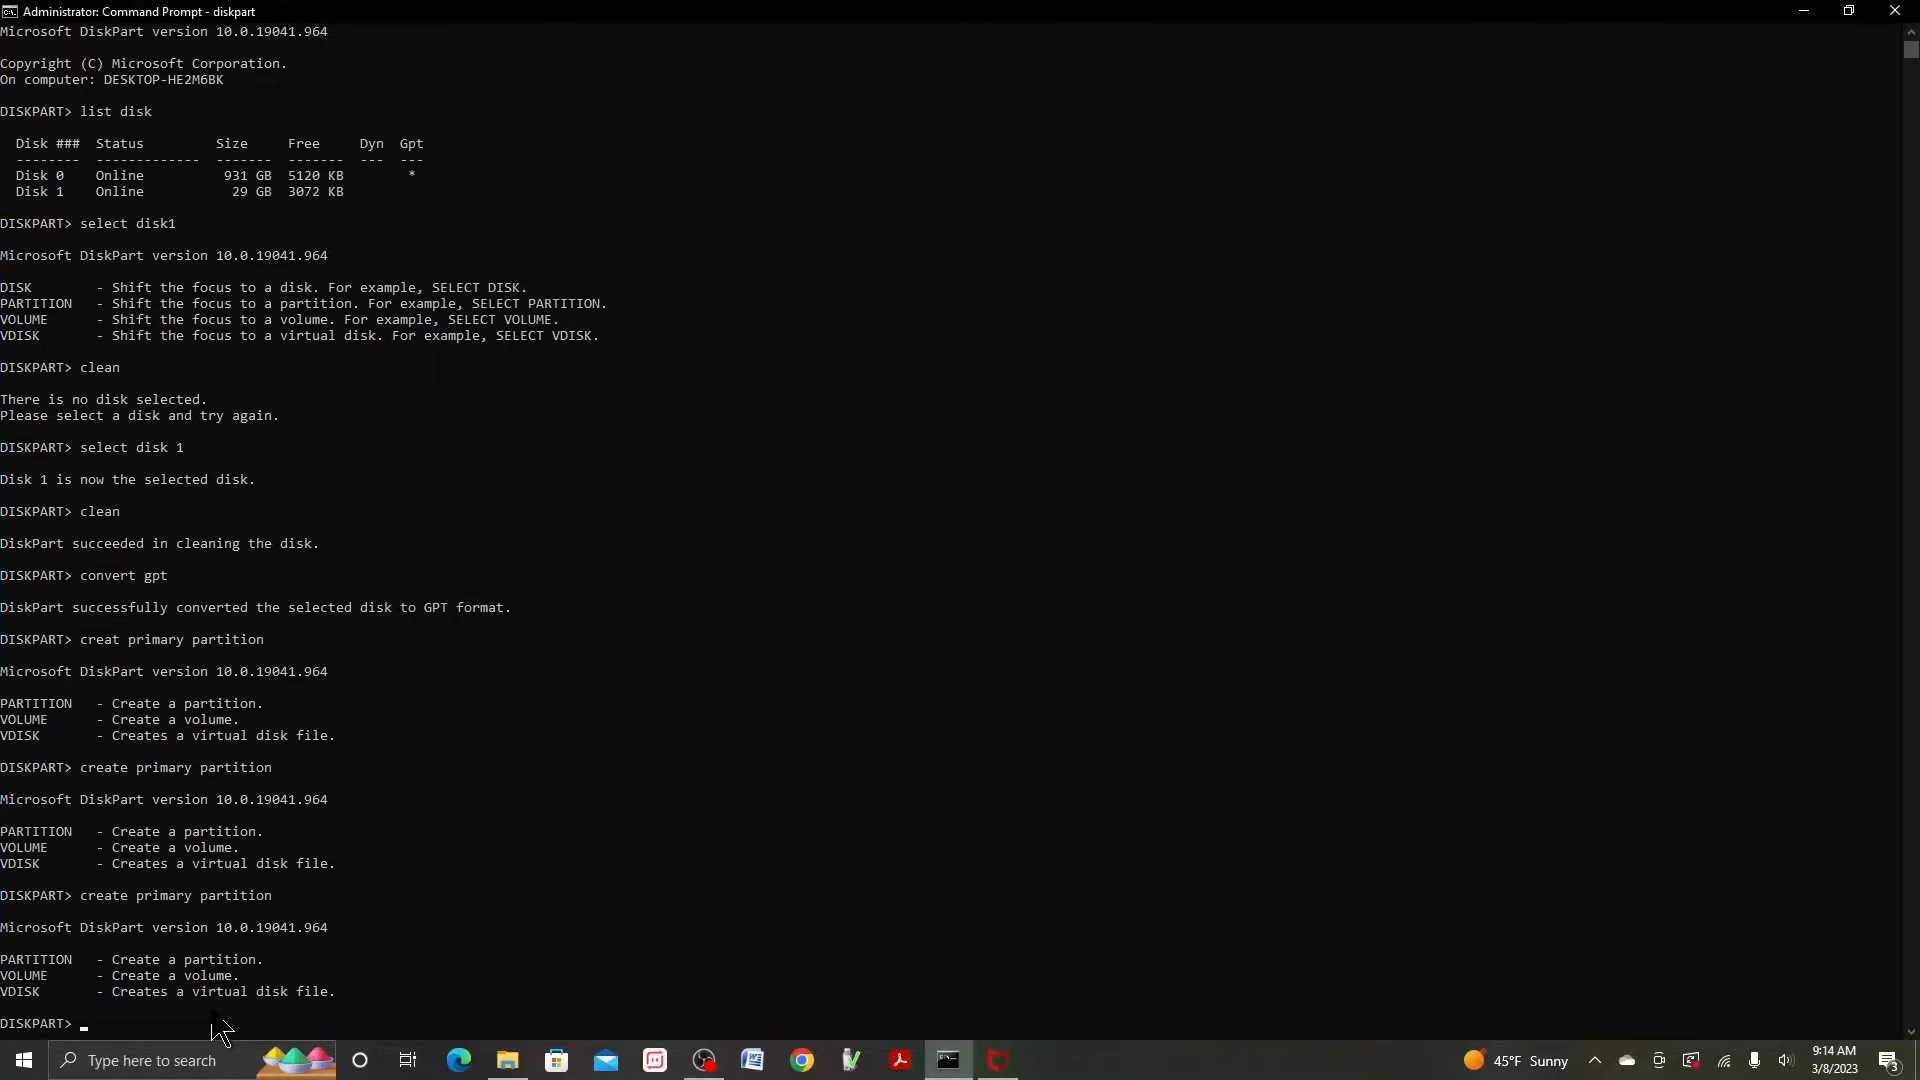 Administrator: Command Prompt - diskpart
Microsoft DiskPart version 10.0.19041.964
Copyright (C) Microsoft Corporation.
On computer: DESKTOP-HE2M6BK
DISKPART> list disk
Disk ### Status Size Free Dyn Gpt
-------- ------------- ------- ------- --- ---
Disk 0 Online 931 GB 5120 KB *
Disk 1 Online 29 GB 3072 KB
DISKPART> select disk1
Microsoft DiskPart version 10.0.19041.964
DISK - Shift the focus to a disk. For example, SELECT DISK.
PARTITION - Shift the focus to a partition. For example, SELECT PARTITION.
VOLUME - Shift the focus to a volume. For example, SELECT VOLUME.
VDISK - Shift the focus to a virtual disk. For example, SELECT VDISK.
DISKPART> clean
There is no disk selected.
Please select a disk and try again.
DISKPART> select disk 1
Disk 1 is now the selected disk.
DISKPART> clean
DiskPart succeeded in cleaning the disk.
DISKPART> convert gpt
DiskPart successfully converted the selected disk to GPT format.
DISKPART> creat primary partition
Microsoft DiskPart version 10.0.19041.964
PARTITION - Create a partition.
VOLUME - Create a volume.
VDISK - Creates a virtual disk file.
DISKPART> create primary partition
Microsoft DiskPart version 10.0.19041.964
PARTITION - Create a partition.
VOLUME - Create a volume.
VDISK - Creates a virtual disk file.
DISKPART> create primary partition
Microsoft DiskPart version 10.0.19041.964
PARTITION - Create a partition.
VOLUME - Create a volume.
VDISK - Creates a virtual disk file.
DISKPART> _
Type here to search
45°F Sunny
9:14 AM
3/8/2023
3